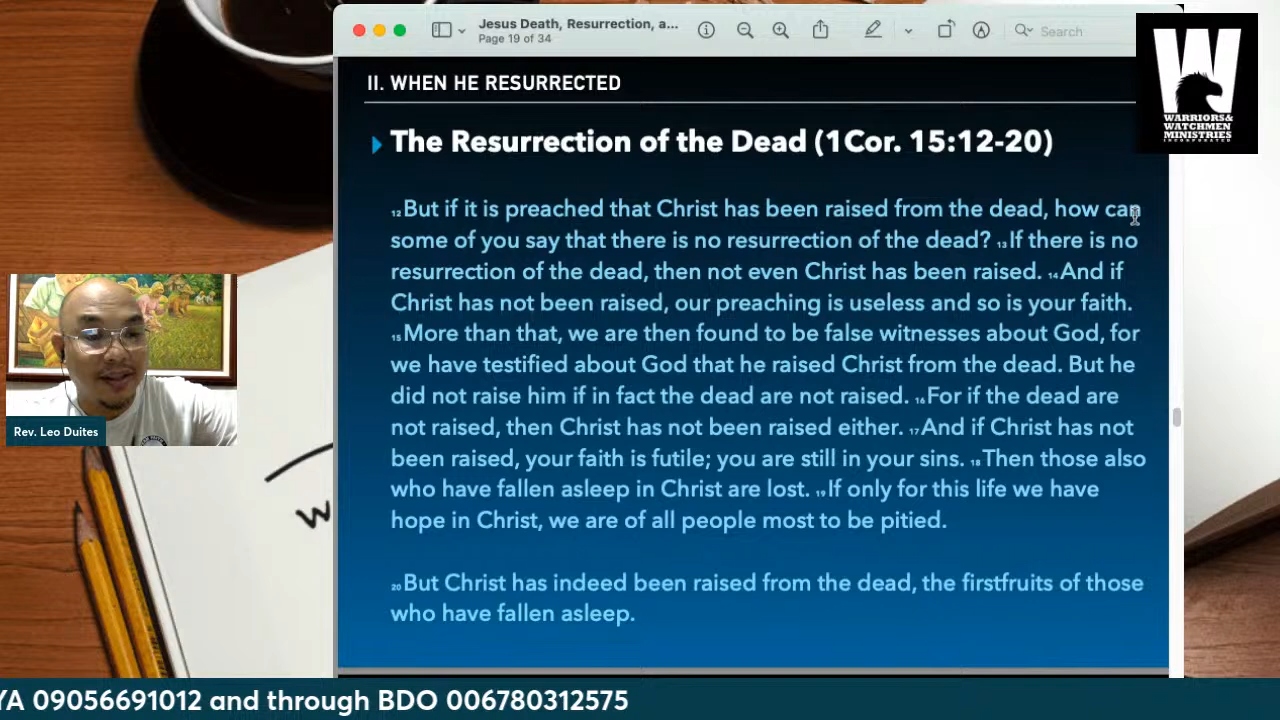 Jesus Death, Resurrection, a...
Page 19 of 34
Search
W
WARRIORS&
WATCHMEN
MINISTRIES
INCORPORATED
II. WHEN HE RESURRECTED
The Resurrection of the Dead (1Cor. 15:12-20)
12 But if it is preached that Christ has been raised from the dead, how can
some of you say that there is no resurrection of the dead? 13 If there is no
resurrection of the dead, then not even Christ has been raised. 14 And if
Christ has not been raised, our preaching is useless and so is your faith.
15 More than that, we are then found to be false witnesses about God, for
we have testified about God that he raised Christ from the dead. But he
did not raise him if in fact the dead are not raised. 16 For if the dead are
not raised, then Christ has not been raised either. 17 And if Christ has not
been raised, your faith is futile; you are still in your sins. 18 Then those also
who have fallen asleep in Christ are lost. 19 If only for this life we have
hope in Christ, we are of all people most to be pitied.
20 But Christ has indeed been raised from the dead, the firstfruits of those
who have fallen asleep.
Rev. Leo Duites
W
YA 09056691012 and through BDO 006780312575